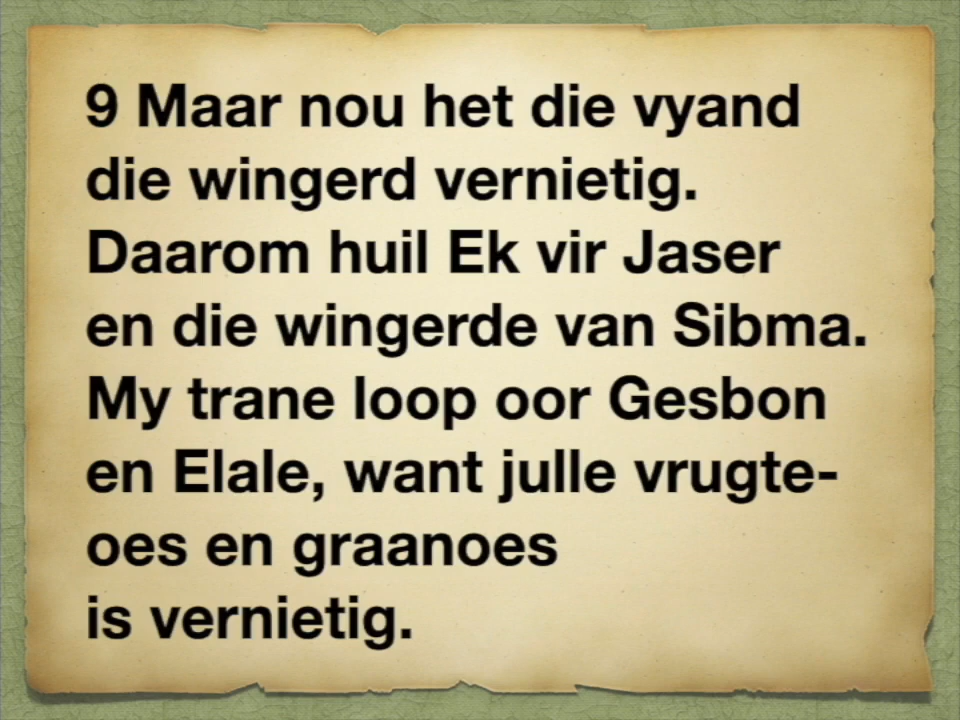 9 Maar nou het die vyand
die wingerd vernietig.
Daarom huil Ek vir Jaser
en die wingerde van Sibma.
My trane loop oor Gesbon
en Elale, want julle vrugte-
oes en graanoes
is vernietig.